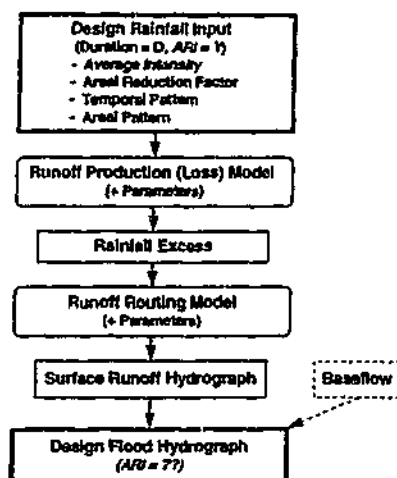 Design Rainfall Input
(Duration = D, ARI = Y)
- Average Intensity
- Areal Reduction Factor
- Temporal Pattern
- Areal Pattern
Runoff Production (Loss) Model
(+ Parameters)
Rainfall Excess
Runoff Routing Model
(+ Parameters)
Surface Runoff Hydrograph
Baseflow
Design Flood Hydrograph
(ARI = ??)